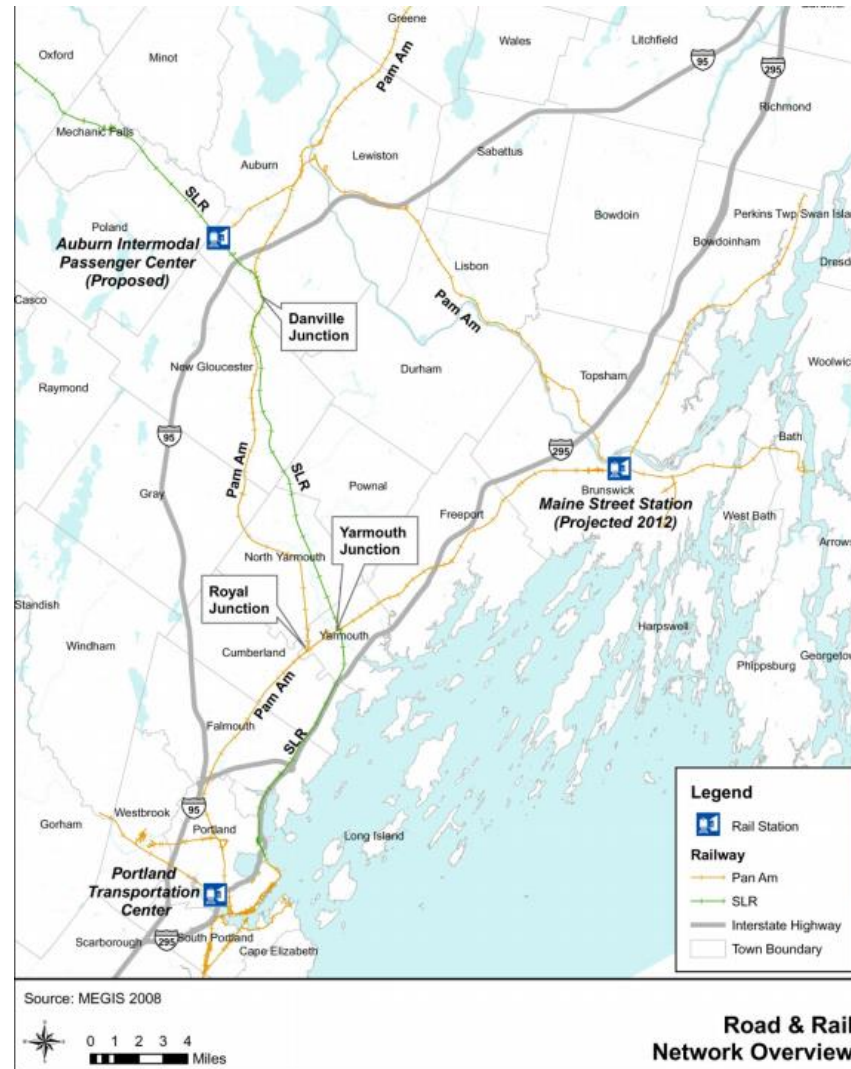 Greene
Wales
Litchfield
Oxford
Minot
Pam Am
95
295
Richmond
Mechanic Falls
Auburn
Lewiston
Sabattus
SLR
Bowdoin
Perkins Twp Swan Isla
Poland
Bowdoinham
Auburn Intermodal
Passenger Center
(Proposed)
Lisbon
Dresd
Casco
Pam Am
Danville
Junction
New Gloucester
Durham
Topsham
Woolwic
Raymond
95
Pam Am
SLR
295
Bath
Gray
Pownal
Brunswick
Maine Street Station
(Projected 2012)
Freeport
West Bath
Yarmouth
Junction
Arrows
North Yarmouth
Royal
Junction
Standish
Yarmouth
Harpswell
Windham
Cumberland
Phippsburg
Georgetow
Pam Am
Falmouth
SLR
95
Westbrook
Gorham
Portland
Long Island
Portland
Transportation
Center
Scarborough
295
South Portland
Cape Elizabeth
Legend
Rail Station
Railway
Pan Am
SLR
Interstate Highway
Town Boundary
Source: MEGIS 2008
0 1 2 3 4
Miles
Road & Rail
Network Overview